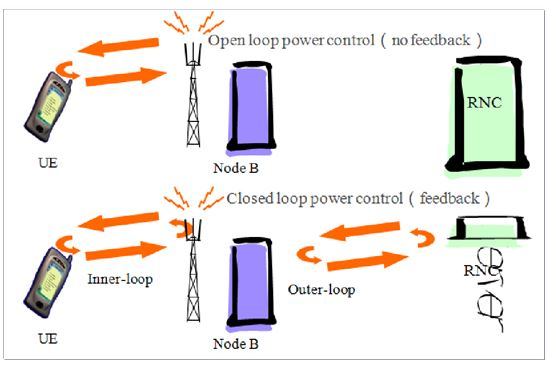 Open loop power control ( no feedback )
RNC
UE
Node B
Closed loop power control ( feedback )
Inner-loop
Outer-loop
RNC
UE
Node B